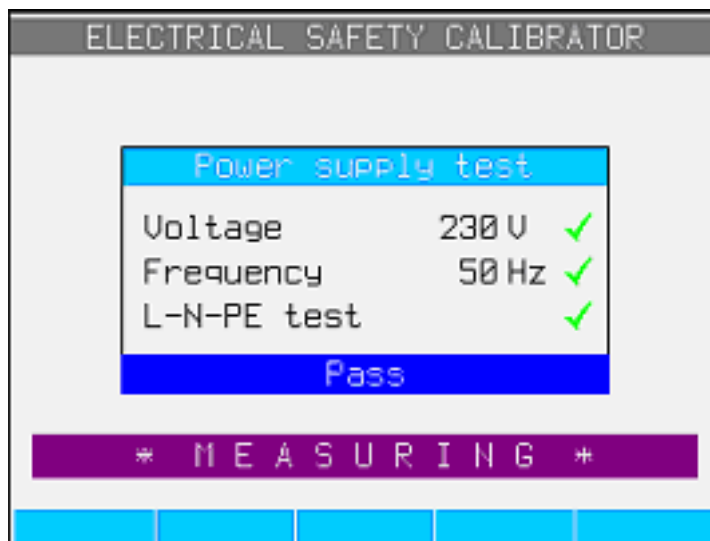 ELECTRICAL SAFETY CALIBRATOR
Power supply test
Voltage 230 V ✓
Frequency 50 Hz ✓
L-N-PE test ✓
Pass
* M E A S U R I N G *